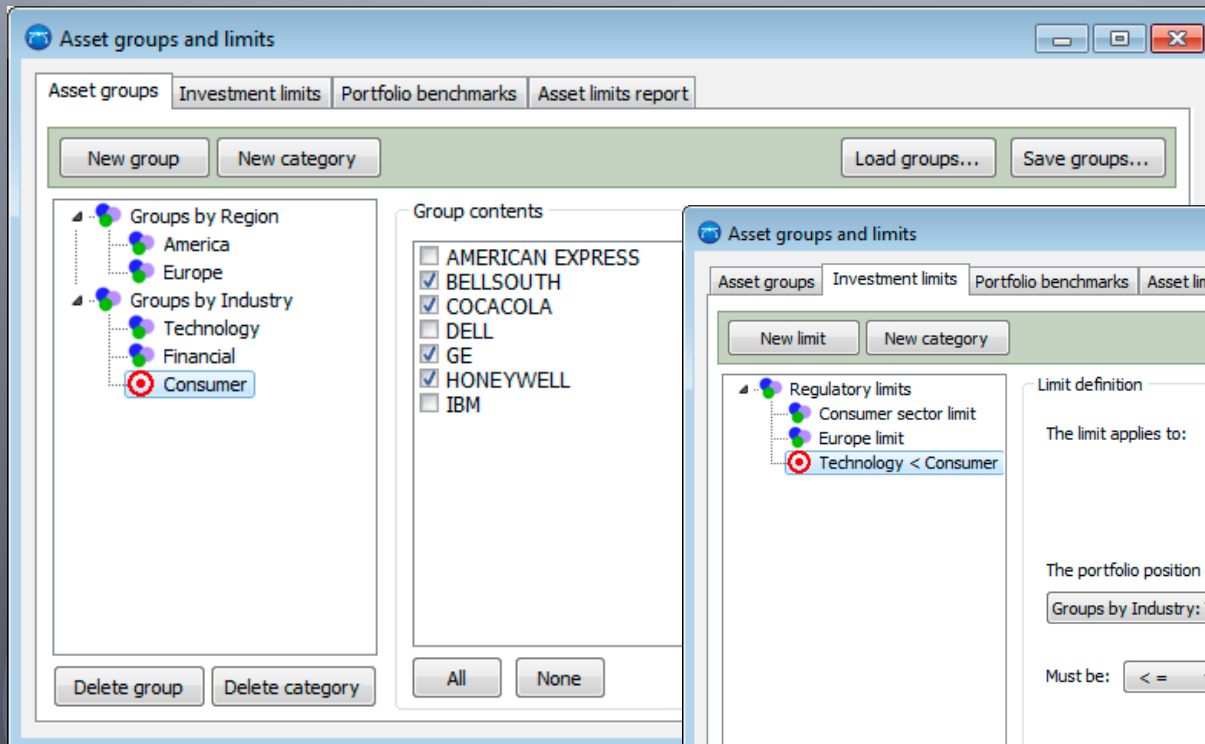 Asset groups and limits
Asset groups
Investment limits
Portfolio benchmarks
Asset limits report
New group
New category
Load groups...
Save groups...
Groups by Region
America
Europe
Groups by Industry
Technology
Financial
Consumer
Group contents
AMERICAN EXPRESS
BELLSOUTH
COCACOLA
DELL
GE
HONEYWELL
IBM
Delete group
Delete category
All
None
Asset groups and limits
Asset groups
Investment limits
Portfolio benchmarks
Asset
New limit
New category
Regulatory limits
Consumer sector limit
Europe limit
Technology < Consumer
Limit definition
The limit applies to:
The portfolio position
Groups by Industry:
Must be:
< =